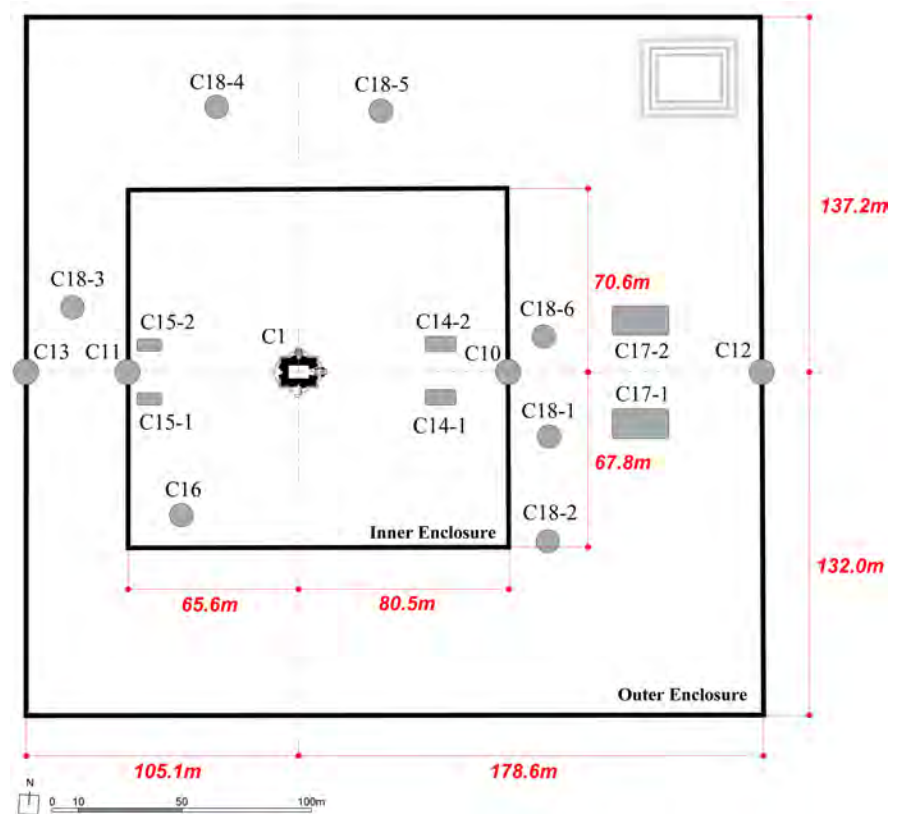 C18-4
C18-5
137.2m
C18-3
70.6m
C15-2
C1
C14-2
C18-6
C13
C11
C10
C17-2
C12
C15-1
C14-1
C18-1
C17-1
67.8m
C16
C18-2
Inner Enclosure
132.0m
65.6m
80.5m
Outer Enclosure
105.1m
178.6m
N
0 10 50 100m